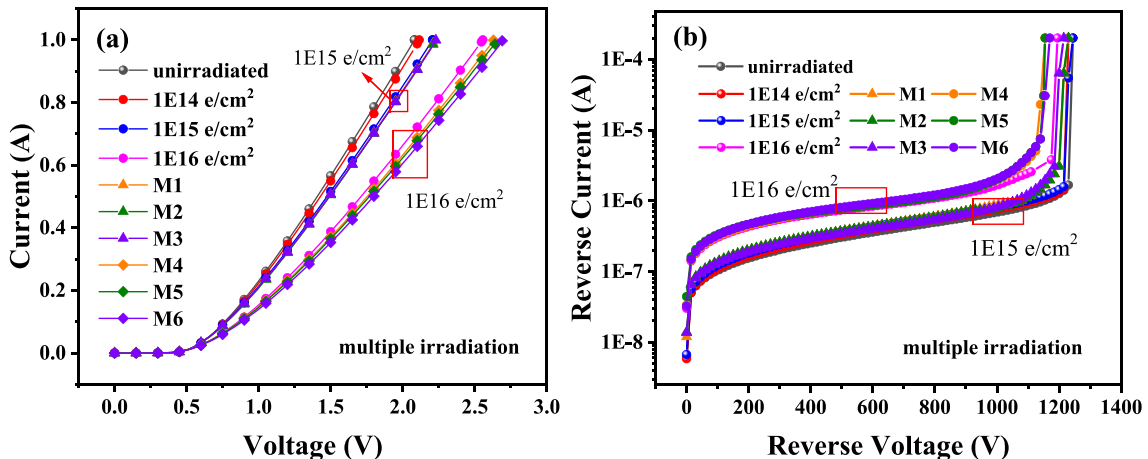 (a)
unirradiated
1E14 e/cm²
1E15 e/cm²
1E16 e/cm²
M1
M2
M3
M4
M5
M6
1E15 e/cm²
1E16 e/cm²
multiple irradiation
Current (A)
1.0
0.8
0.6
0.4
0.2
0.0
0.0 0.5 1.0 1.5 2.0 2.5 3.0
Voltage (V)
(b)
unirradiated
1E14 e/cm² M1 M4
1E15 e/cm² M2 M5
1E16 e/cm² M3 M6
1E16 e/cm²
1E15 e/cm²
multiple irradiation
Reverse Current (A)
1E-4
1E-5
1E-6
1E-7
1E-8
0 200 400 600 800 1000 1200 1400
Reverse Voltage (V)